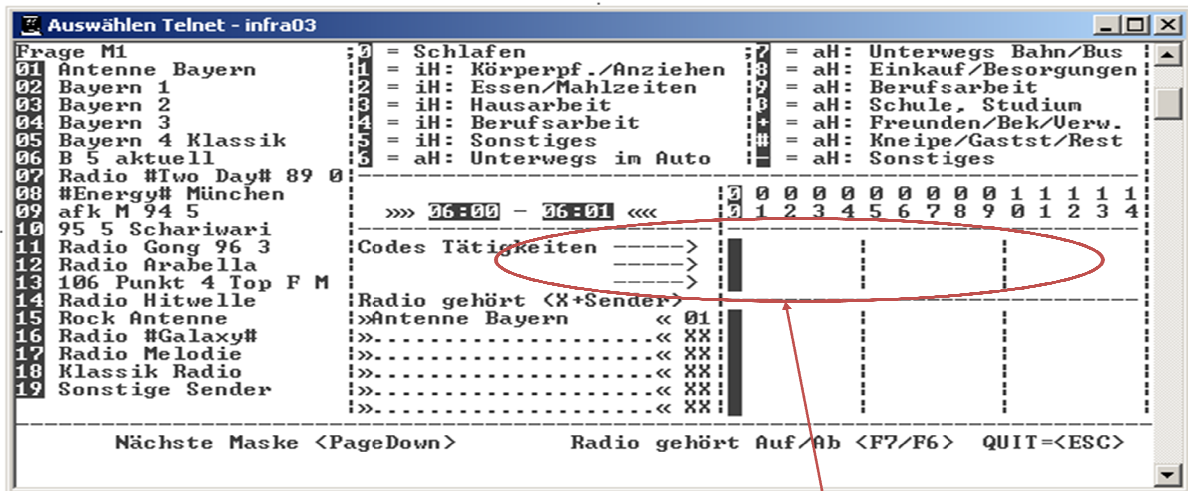 Auswählen Telnet - infra03
Frage M1 ;0 = Schlafen ;7 = aH: Unterwegs Bahn/Bus
01 Antenne Bayern 1 = iH: Körperpf./Anziehen 8 = aH: Einkauf/Besorgungen
02 Bayern 1 2 = iH: Essen/Mahlzeiten 9 = aH: Berufsarbeit
03 Bayern 2 3 = iH: Hausarbeit ß = aH: Schule, Studium
04 Bayern 3 4 = iH: Berufsarbeit + = aH: Freunden/Bek/Verw.
05 Bayern 4 Klassik 5 = iH: Sonstiges # = aH: Kneipe/Gastst/Rest
06 B 5 aktuell 6 = aH: Unterwegs im Auto - = aH: Sonstiges
07 Radio #Two Day# 89 0
08 #Energy# München 0 0 0 0 0 0 0 0 0 0 1 1 1 1 1
09 afk M 94 5 »»» 06:00 - 06:01 ««« 0 1 2 3 4 5 6 7 8 9 0 1 2 3 4
10 95 5 Schariwari
11 Radio Gong 96 3 Codes Tätigkeiten ----->
12 Radio Arabella ----->
13 106 Punkt 4 Top F M ----->
14 Radio Hitwelle Radio gehört (X+Sender)
15 Rock Antenne »Antenne Bayern « 01
16 Radio #Galaxy# ».....................« XX
17 Radio Melodie ».....................« XX
18 Klassik Radio ».....................« XX
19 Sonstige Sender ».....................« XX
».....................« XX
Nächste Maske <PageDown> Radio gehört Auf/Ab <F7/F6> QUIT=<ESC>